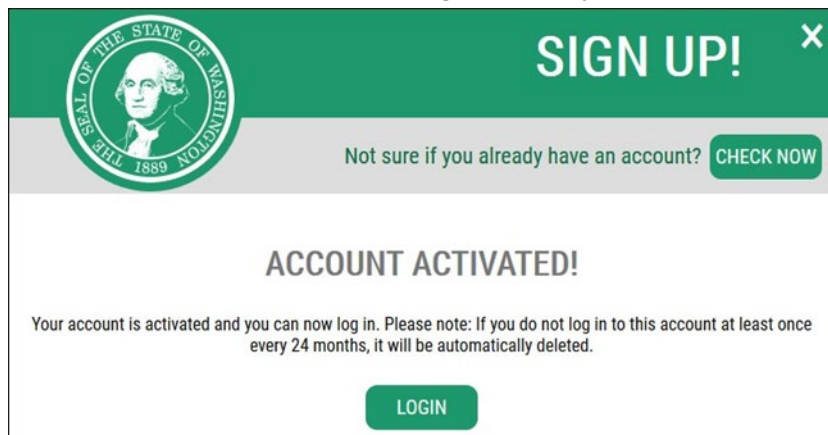 THE SEAL OF THE STATE OF WASHINGTON
1889
SIGN UP!
X
Not sure if you already have an account? CHECK NOW
ACCOUNT ACTIVATED!
Your account is activated and you can now log in. Please note: If you do not log in to this account at least once
every 24 months, it will be automatically deleted.
LOGIN